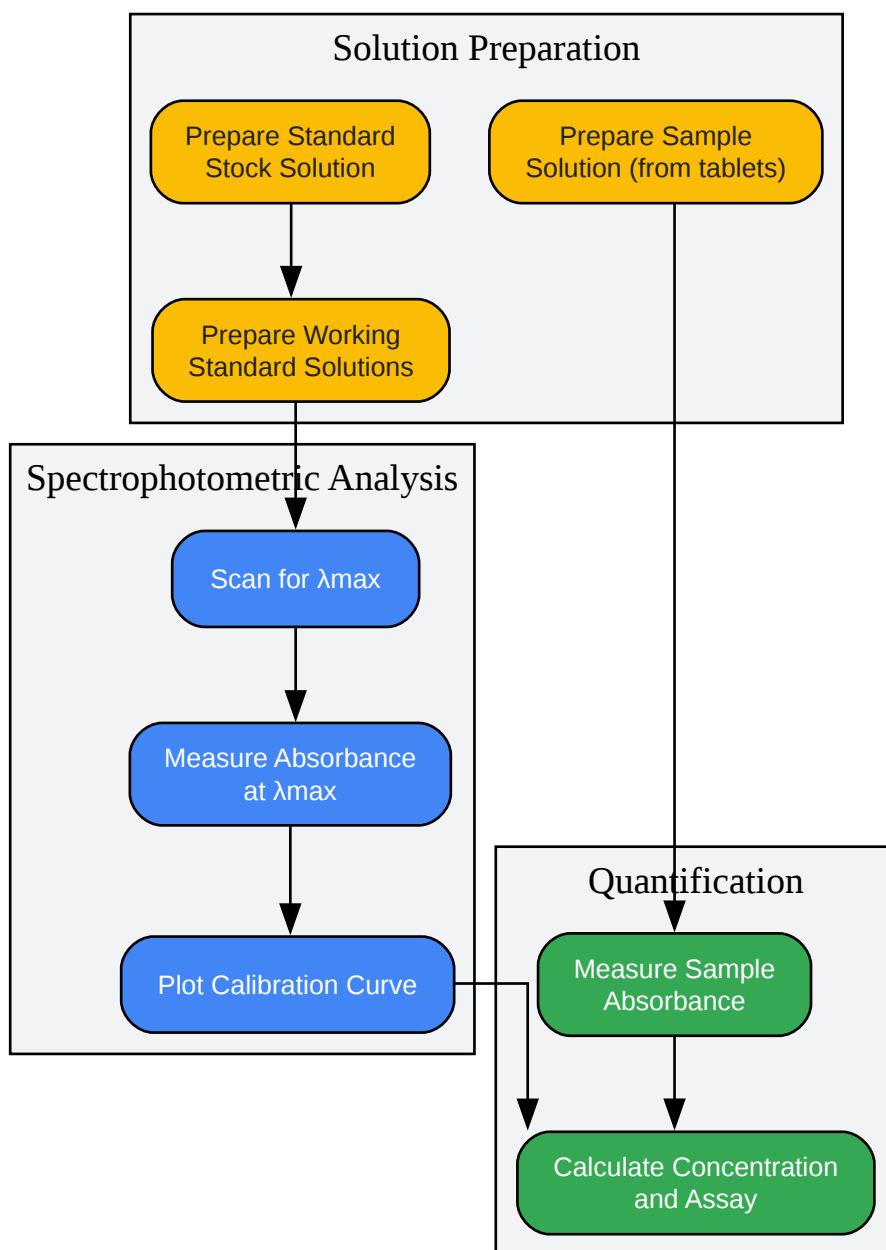 Solution Preparation
Prepare Standard
Stock Solution
Prepare Sample
Solution (from tablets)
Prepare Working
Standard Solutions
Spectrophotometric Analysis
Scan for λmax
Measure Absorbance
at λmax
Plot Calibration Curve
Quantification
Measure Sample
Absorbance
Calculate Concentration
and Assay